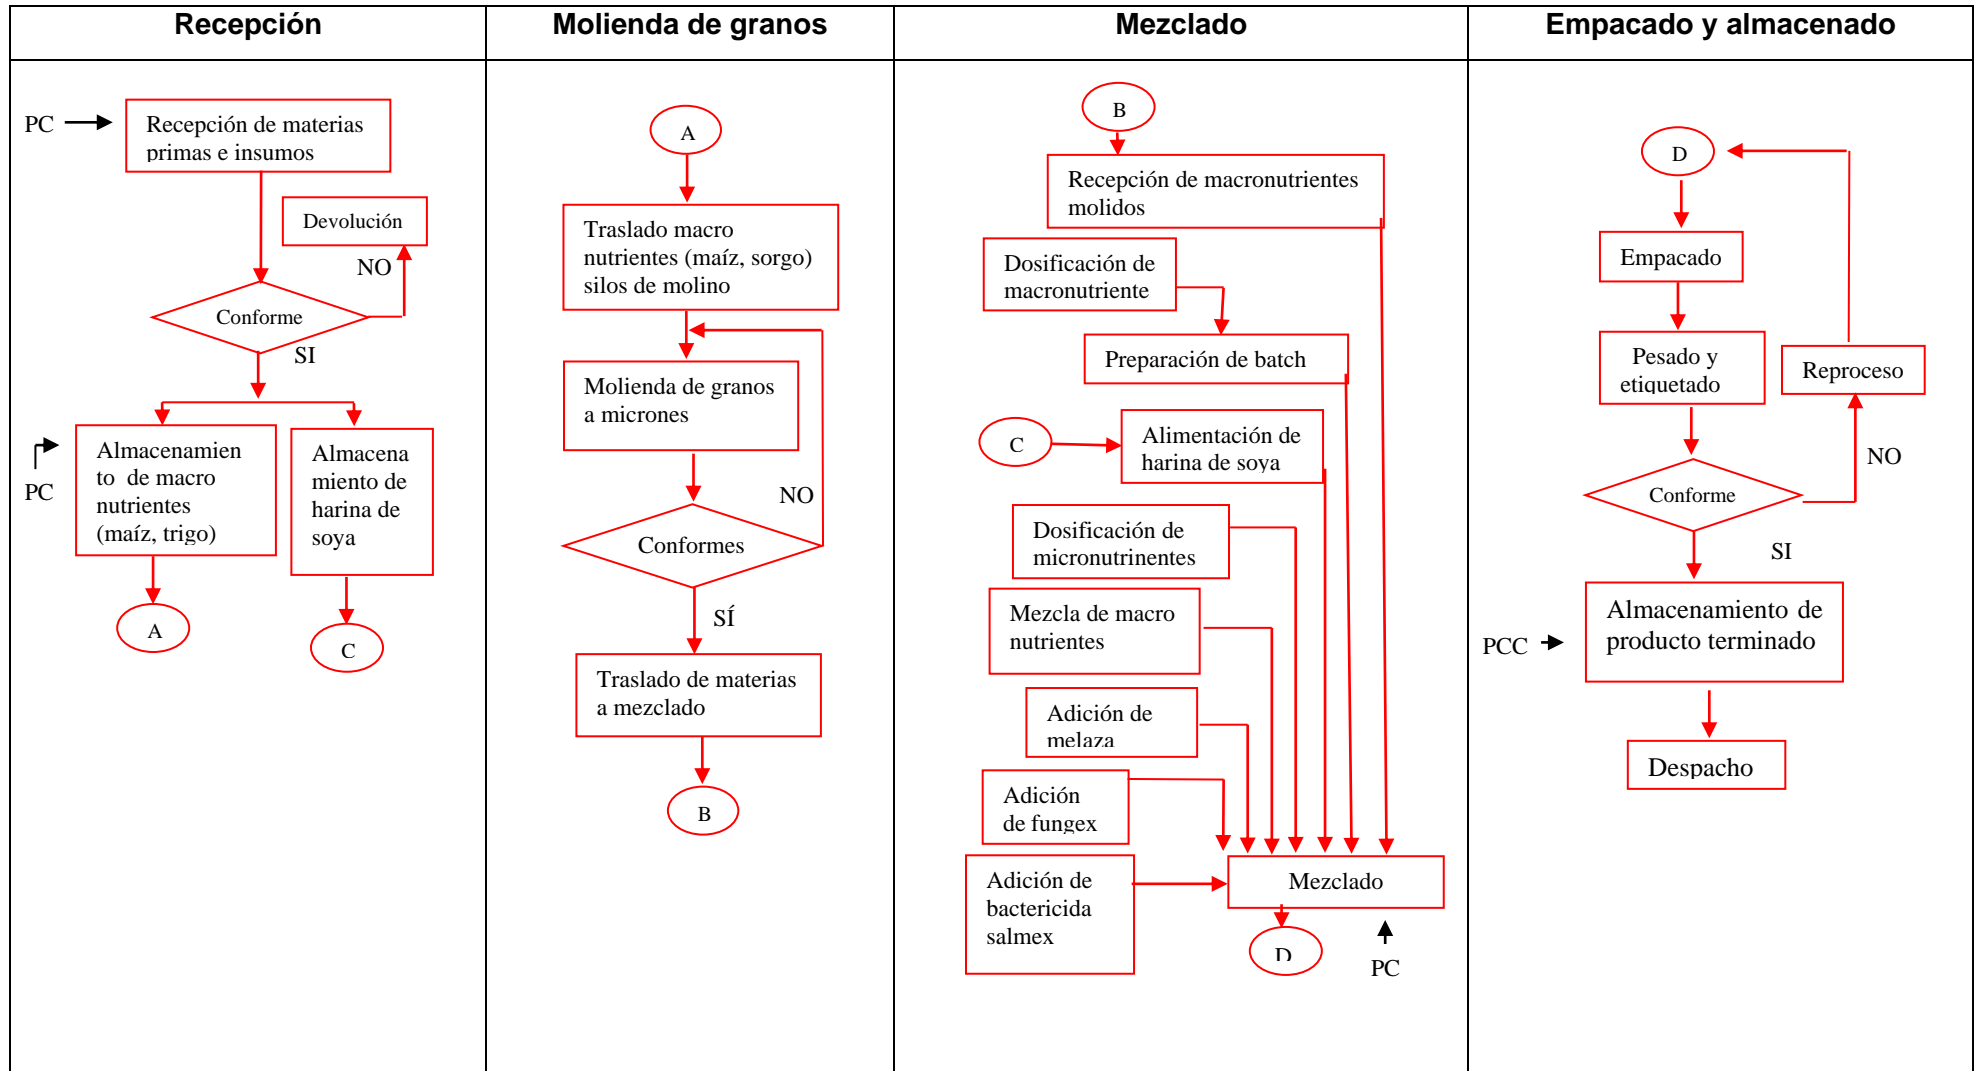 Recepción
Molienda de granos
Mezclado
Empacado y almacenado
PC
Recepción de materias
primas e insumos
Devolución
NO
Conforme
SI
PC
Almacenamien
to de macro
nutrientes
(maíz, trigo)
Almacena
miento de
harina de
soya
A
C
A
Traslado macro
nutrientes (maíz, sorgo)
silos de molino
Molienda de granos
a micrones
NO
Conformes
SÍ
Traslado de materias
a mezclado
B
B
Recepción de macronutrientes
molidos
Dosificación de
macronutriente
Preparación de batch
C
Alimentación de
harina de soya
Dosificación de
micronutrinentes
Mezcla de macro
nutrientes
Adición de
melaza
Adición
de fungex
Adición de
bactericida
salmex
Mezclado
D
PC
D
Empacado
Pesado y
etiquetado
Reproceso
NO
Conforme
SI
PCC
Almacenamiento de
producto terminado
Despacho